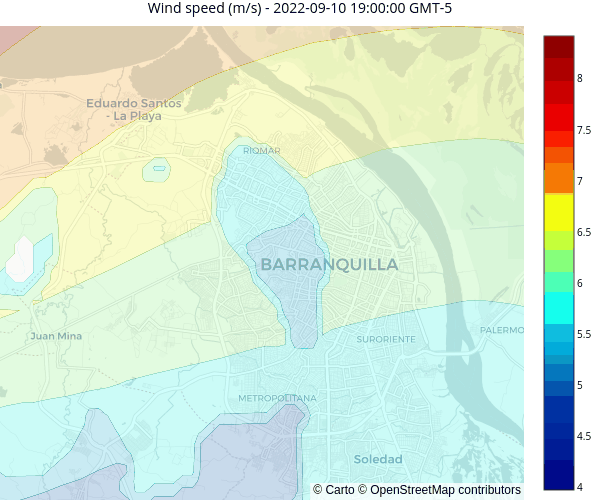 Wind speed (m/s) - 2022-09-10 19:00:00 GMT-5
8
7.5
7
6.5
6
5.5
5
4.5
4
Eduardo Santos
- La Playa
RIOMAR
BARRANQUILLA
Juan Mina
SURORIENTE
PALERMO
METROPOLITANA
Soledad
© Carto © OpenStreetMap contributors